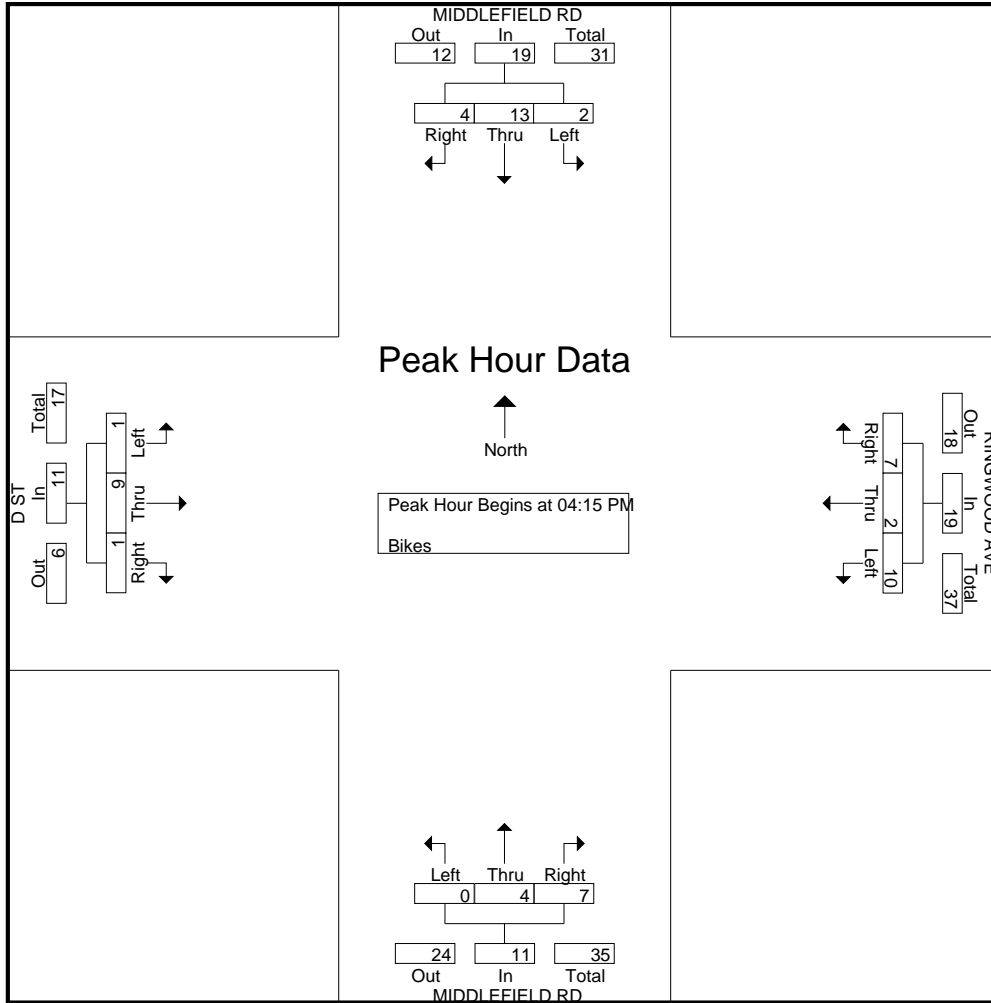 MIDDLEFIELD RD
Out In Total
12 19 31
4 13 2
Right Thru Left
Peak Hour Data
North
Peak Hour Begins at 04:15 PM
Bikes
D ST
Total In Out
17 11 6
1 9 1
Left Thru Right
RINGWOOD AVE
Out In Total
18 19 37
7 2 10
Right Thru Left
Left Thru Right
0 4 7
24 11 35
Out In Total
MIDDLEFIELD RD